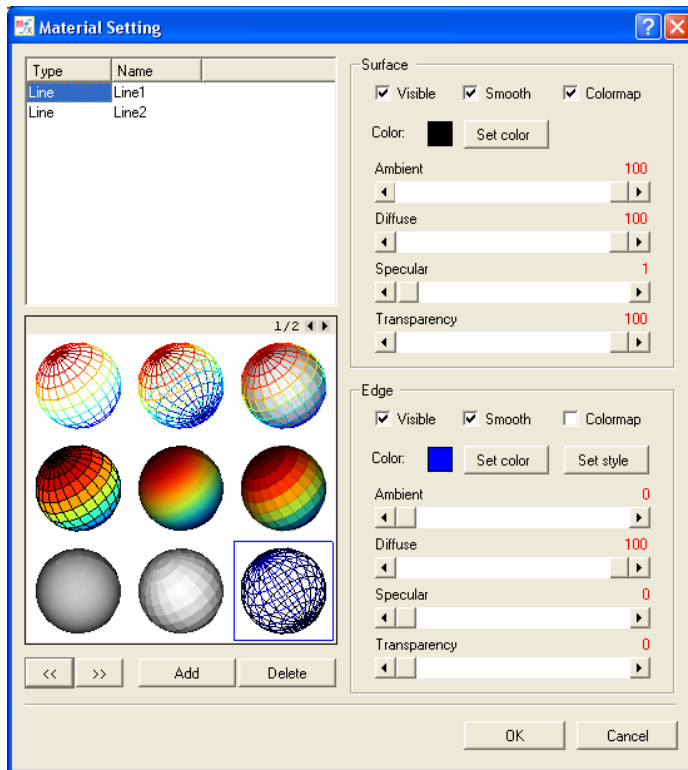 Material Setting
Type Name
Line Line1
Line Line2
1/2
<< >> Add Delete
Surface
Visible Smooth Colormap
Color: Set color
Ambient 100
Diffuse 100
Specular 1
Transparency 100
Edge
Visible Smooth Colormap
Color: Set color Set style
Ambient 0
Diffuse 100
Specular 0
Transparency 0
OK Cancel